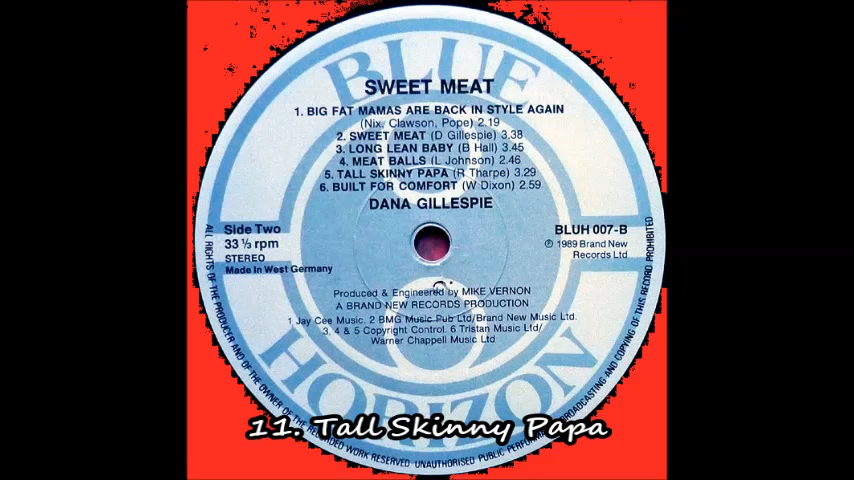 BLUE
SWEET MEAT
1. BIG FAT MAMAS ARE BACK IN STYLE AGAIN
(Nix, Clawson, Pope) 2.19
2. SWEET MEAT (D Gillespie) 3.38
3. LONG LEAN BABY (B Hall) 3.45
4. MEAT BALLS (L Johnson) 2.46
5. TALL SKINNY PAPA (R Tharpe) 3.29
6. BUILT FOR COMFORT (W Dixon) 2.59
DANA GILLESPIE
Side Two
33 ⅓ rpm
STEREO
Made In West Germany
BLUH 007-B
℗ 1989 Brand New
Records Ltd
Produced & Engineered by MIKE VERNON
A BRAND NEW RECORDS PRODUCTION
1 Jay Cee Music. 2 BMG Music Pub Ltd/Brand New Music Ltd.
3, 4 & 5 Copyright Control. 6 Tristan Music Ltd/
Warner Chappell Music Ltd
HORIZON
ALL RIGHTS OF THE PRODUCER AND OF THE OWNER OF THE RECORDED WORK RESERVED. UNAUTHORISED PUBLIC PERFORMANCE BROADCASTING AND COPYING OF THIS RECORD PROHIBITED
11. Tall Skinny Papa